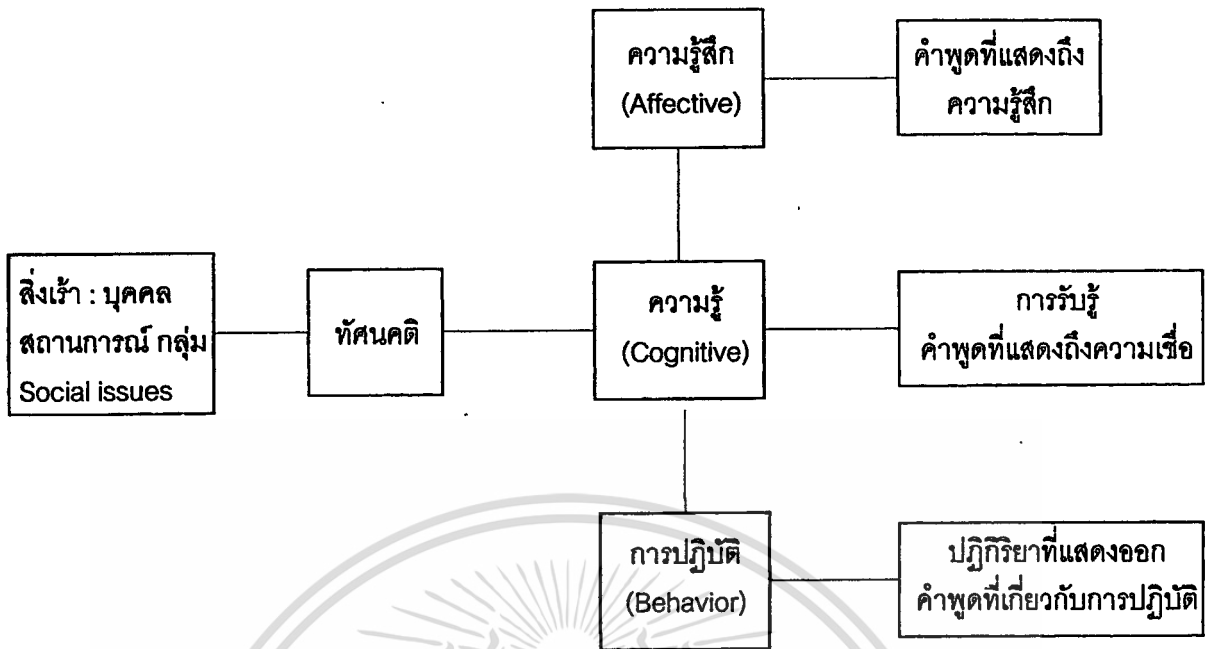 ความรู้สึก
(Affective)
คำพูดที่แสดงถึง
ความรู้สึก
สิ่งเร้า : บุคคล
สถานการณ์ กลุ่ม
Social issues
ทัศนคติ
ความรู้
(Cognitive)
การรับรู้
คำพูดที่แสดงถึงความเชื่อ
การปฏิบัติ
(Behavior)
ปฏิกิริยาที่แสดงออก
คำพูดที่เกี่ยวกับการปฏิบัติ